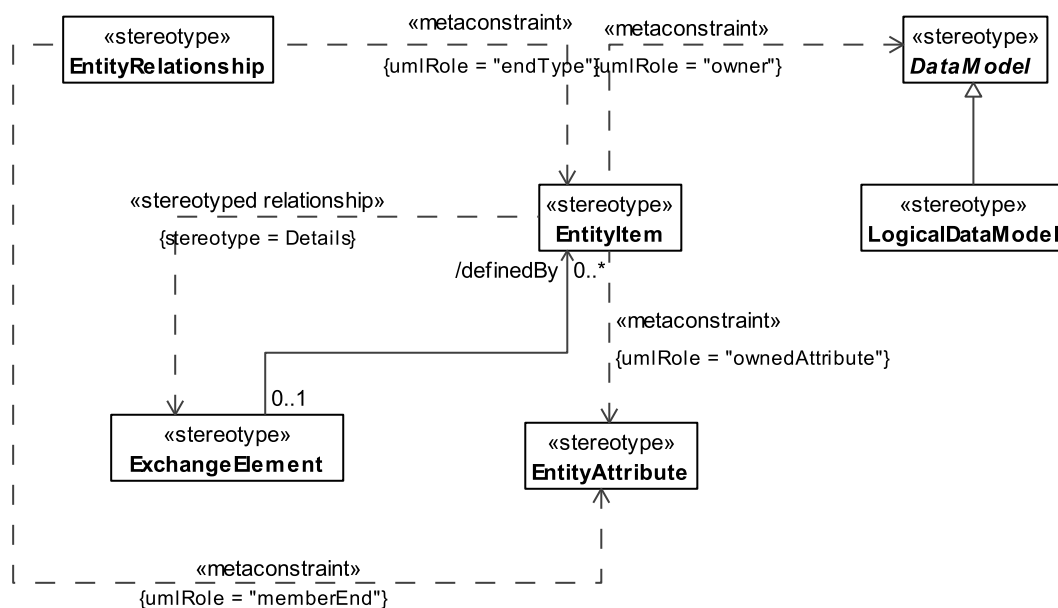 «stereotype»
EntityRelationship
«metaconstraint»
{umlRole = "endType"}
«metaconstraint»
{umlRole = "owner"}
«stereotype»
DataModel
«stereotyped relationship»
{stereotype = Details}
«stereotype»
EntityItem
«stereotype»
LogicalDataModel
/definedBy
0..*
«metaconstraint»
{umlRole = "ownedAttribute"}
0..1
«stereotype»
ExchangeElement
«stereotype»
EntityAttribute
«metaconstraint»
{umlRole = "memberEnd"}